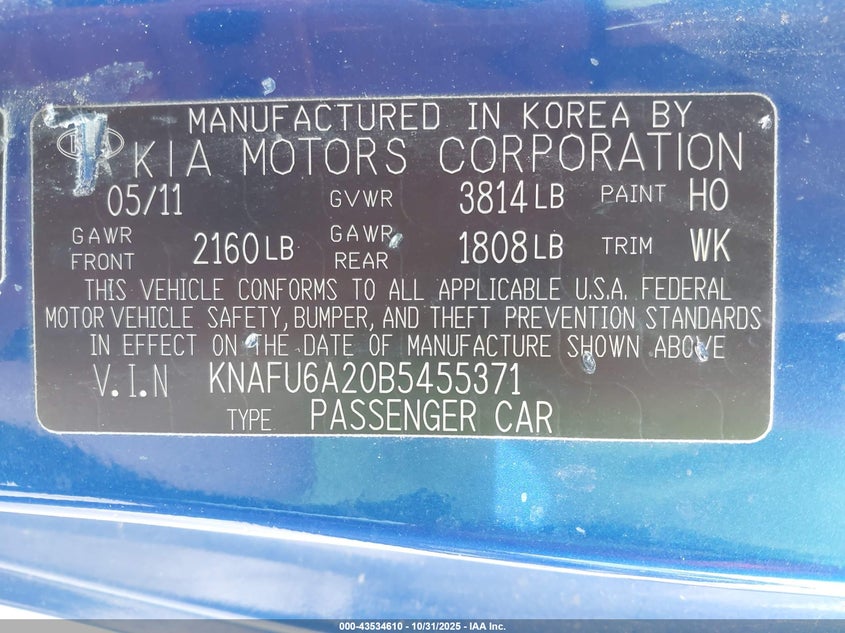 MANUFACTURED IN KOREA BY
KIA KIA MOTORS CORPORATION
05/11 GVWR 3814 LB PAINT HO
GAWR FRONT 2160 LB GAWR REAR 1808 LB TRIM WK
THIS VEHICLE CONFORMS TO ALL APPLICABLE U.S.A. FEDERAL
MOTOR VEHICLE SAFETY, BUMPER, AND THEFT PREVENTION STANDARDS
IN EFFECT ON THE DATE OF MANUFACTURE SHOWN ABOVE
V.I.N KNAFU6A20B5455371
TYPE PASSENGER CAR
000-43534610 - 10/31/2025 - IAA Inc.